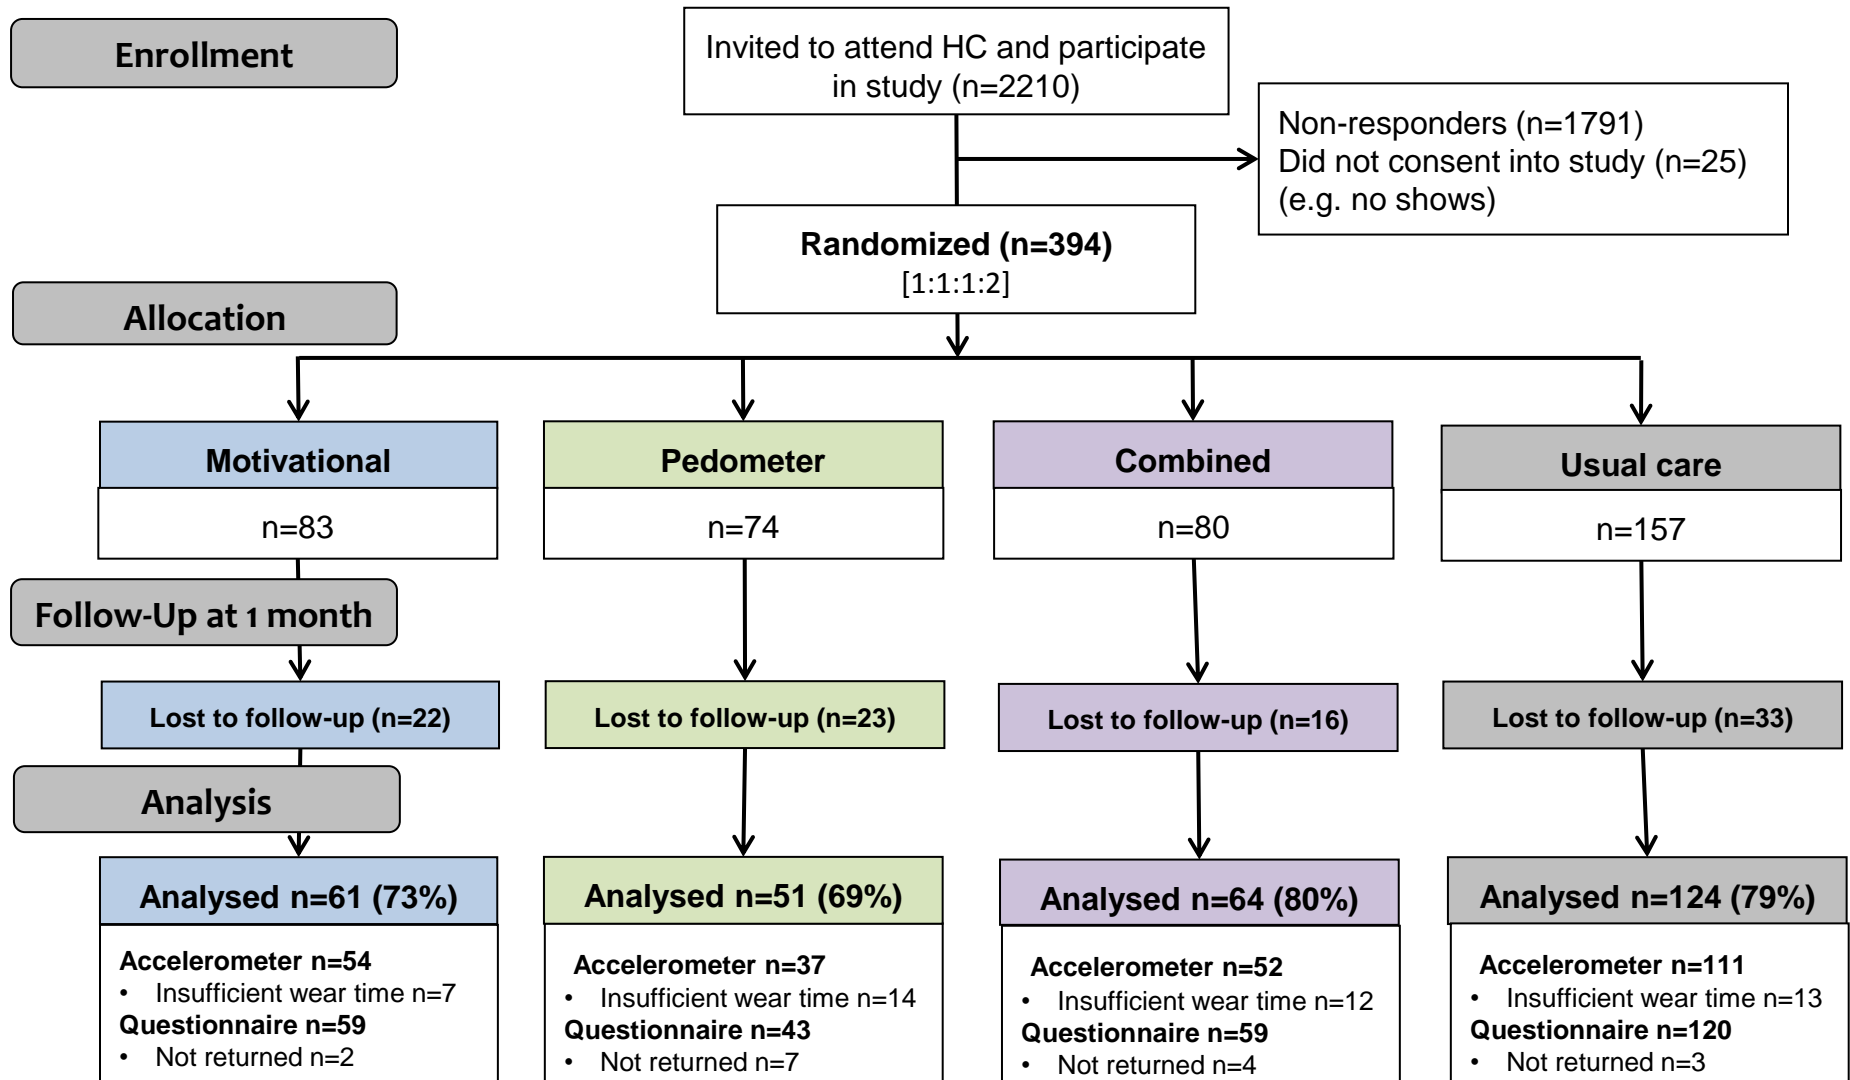 Enrollment
Invited to attend HC and participate
in study (n=2210)
Non-responders (n=1791)
Did not consent into study (n=25)
(e.g. no shows)
Randomized (n=394)
[1:1:1:2]
Allocation
Motivational
n=83
Pedometer
n=74
Combined
n=80
Usual care
n=157
Follow-Up at 1 month
Lost to follow-up (n=22)
Lost to follow-up (n=23)
Lost to follow-up (n=16)
Lost to follow-up (n=33)
Analysis
Analysed n=61 (73%)
Accelerometer n=54
• Insufficient wear time n=7
Questionnaire n=59
• Not returned n=2
Analysed n=51 (69%)
Accelerometer n=37
• Insufficient wear time n=14
Questionnaire n=43
• Not returned n=7
Analysed n=64 (80%)
Accelerometer n=52
• Insufficient wear time n=12
Questionnaire n=59
• Not returned n=4
Analysed n=124 (79%)
Accelerometer n=111
• Insufficient wear time n=13
Questionnaire n=120
• Not returned n=3